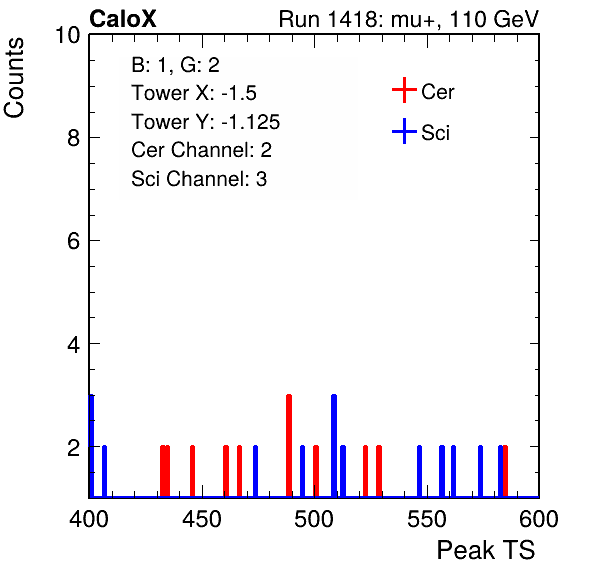 CaloX Run 1418: mu+, 110 GeV
Counts
10
8
6
4
2
B: 1, G: 2
Tower X: -1.5
Tower Y: -1.125
Cer Channel: 2
Sci Channel: 3
Cer
Sci
400 450 500 550 600
Peak TS